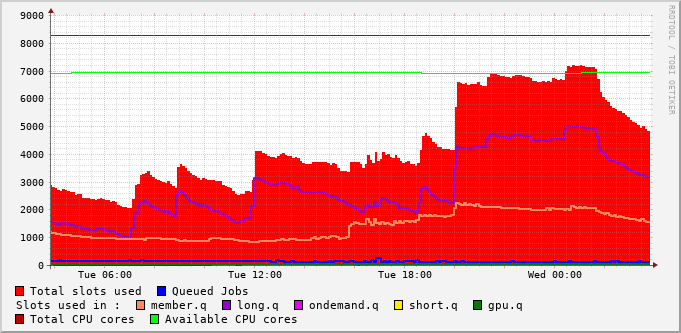 RRDTOOL / TOBI OETIKER
9000
8000
7000
6000
5000
4000
3000
2000
1000
0
Tue 06:00 Tue 12:00 Tue 18:00 Wed 00:00
Total slots used Queued Jobs
Slots used in : member.q long.q ondemand.q short.q gpu.q
Total CPU cores Available CPU cores